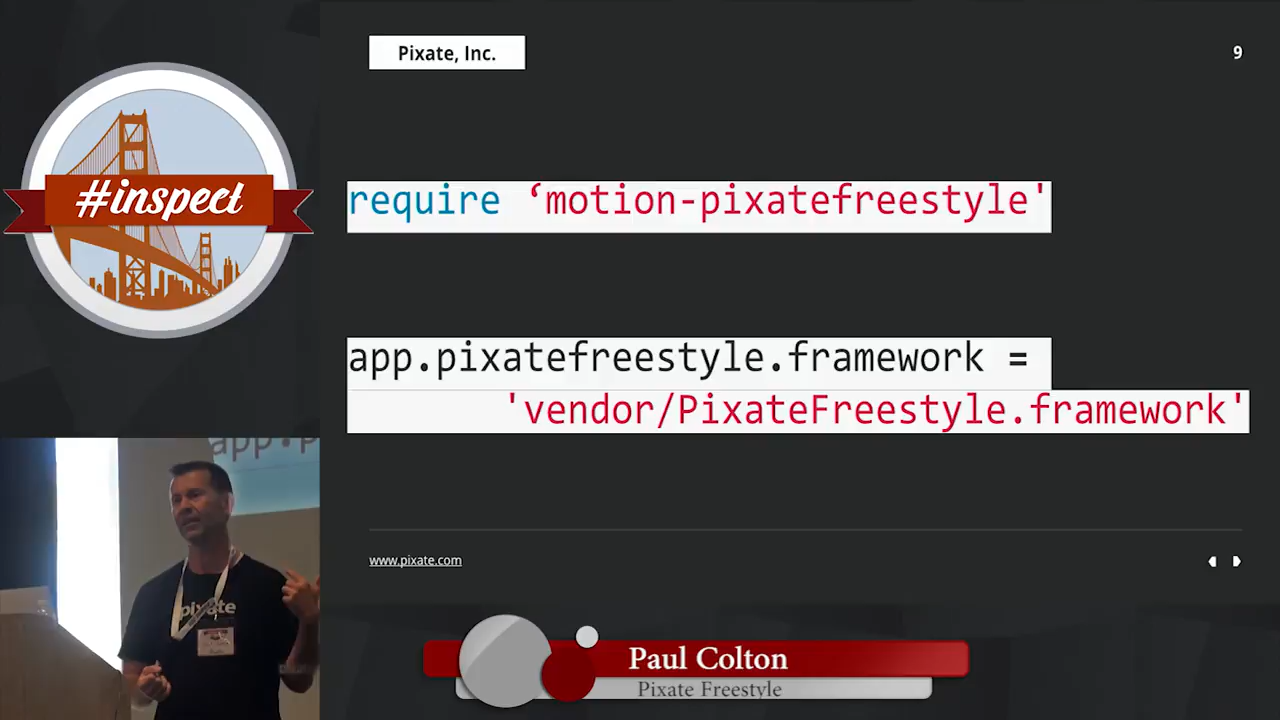 #inspect
Pixate, Inc.
9
require ‘motion-pixatefreestyle'
app.pixatefreestyle.framework =
'vendor/PixateFreestyle.framework'
www.pixate.com
app.p
pixate
Paul Colton
Pixate Freestyle